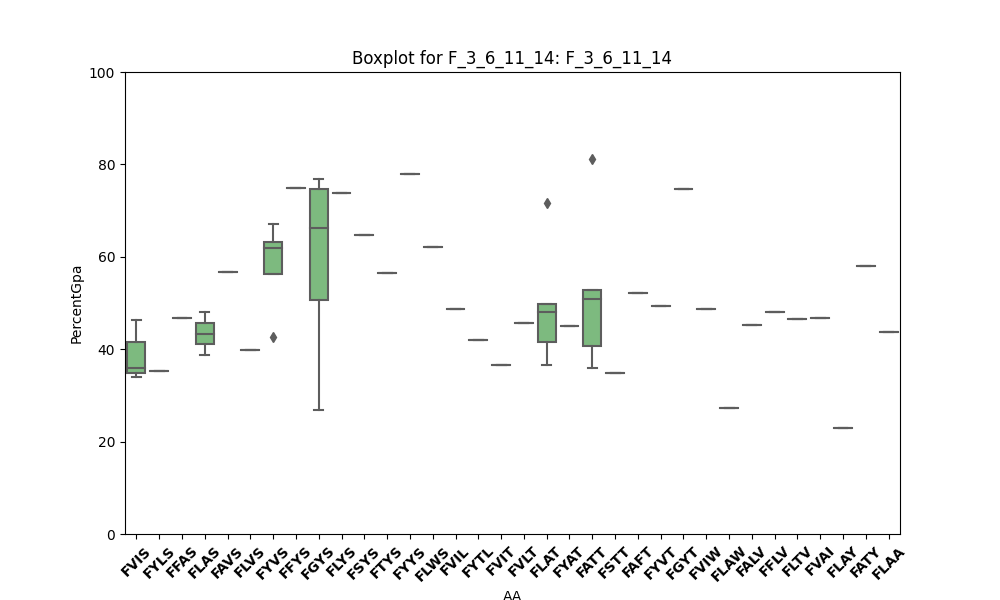 Boxplot for F_3_6_11_14: F_3_6_11_14
100
80
60
40
20
0
PercentGpa
FVIS FYLS FFAS FLAS FAVS FLVS FYVS FFYS FGYS FLYS FSYS FTYS FYYS FLWS FVIL FYTL FVIT FVLT FLAT FYAT FATT FSTT FAFT FYVT FGYT FVIW FLAW FALV FFLV FLTV FVAI FLAY FATY FLAA
AA